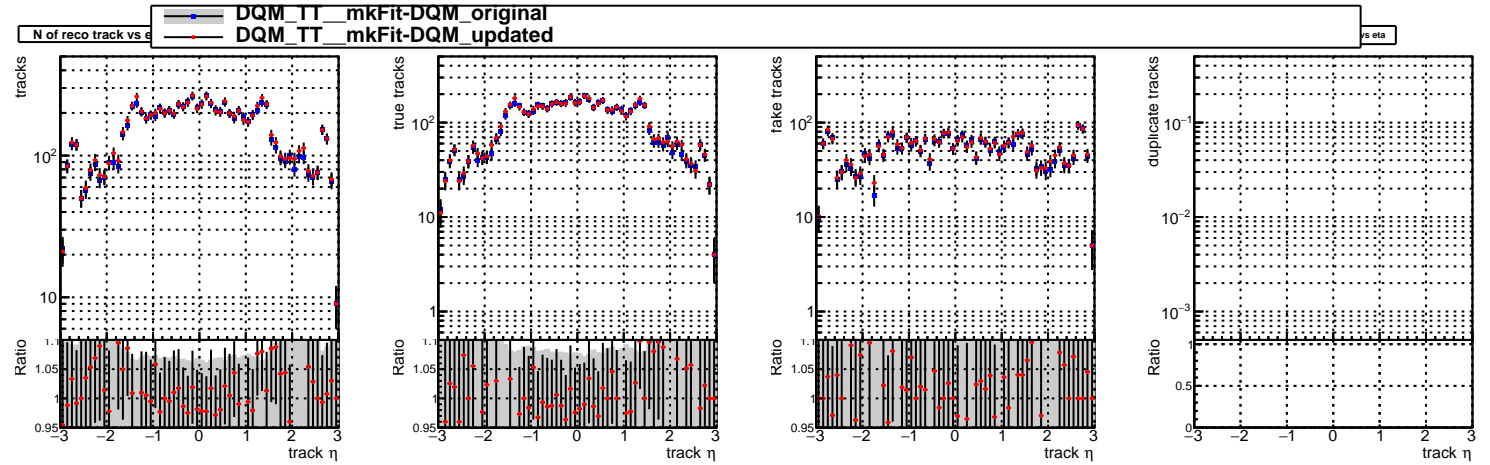 DQM_TT__mkFit-DQM_original
DQM_TT__mkFit-DQM_updated
N of reco track vs e
vs eta
tracks
10²
10
Ratio
1.1
1.05
1
0.95
−3 −2 −1 0 1 2 3
track η
true tracks
10²
10
1
Ratio
1.1
1.05
1
0.95
−3 −2 −1 0 1 2 3
track η
fake tracks
10²
10
1
Ratio
1.1
1.05
1
0.95
−3 −2 −1 0 1 2 3
track η
duplicate tracks
10⁻¹
10⁻²
10⁻³
Ratio
1
0.5
0
−3 −2 −1 0 1 2 3
track η